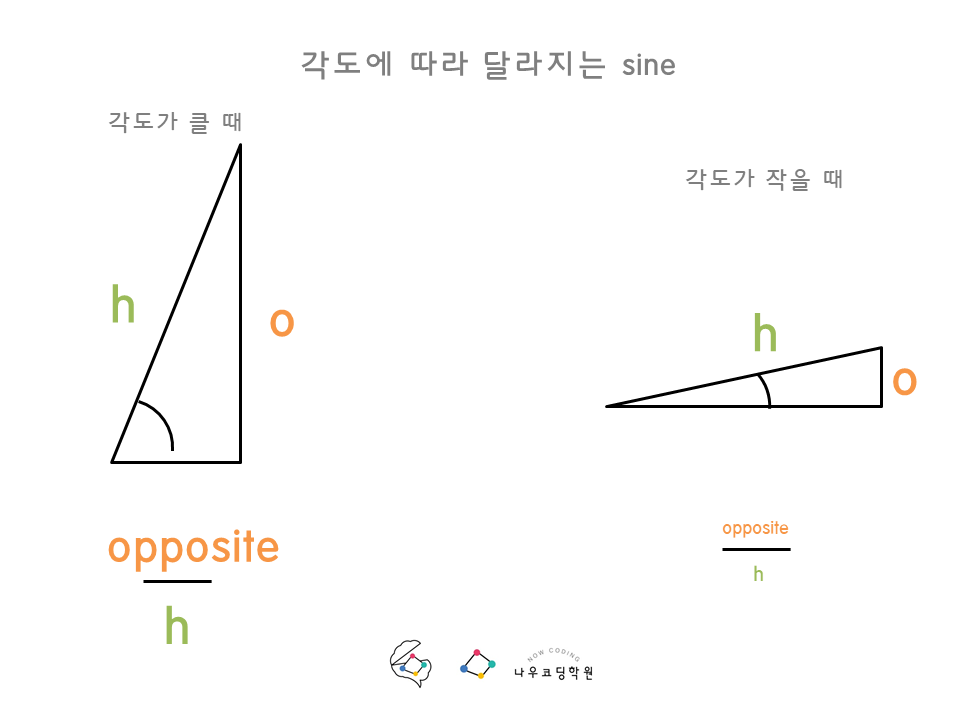 각도에 따라 달라지는 sine
각도가 클 때
각도가 작을 때
h
o
h
o
opposite
h
opposite
h
NOW CODING
나우코딩학원